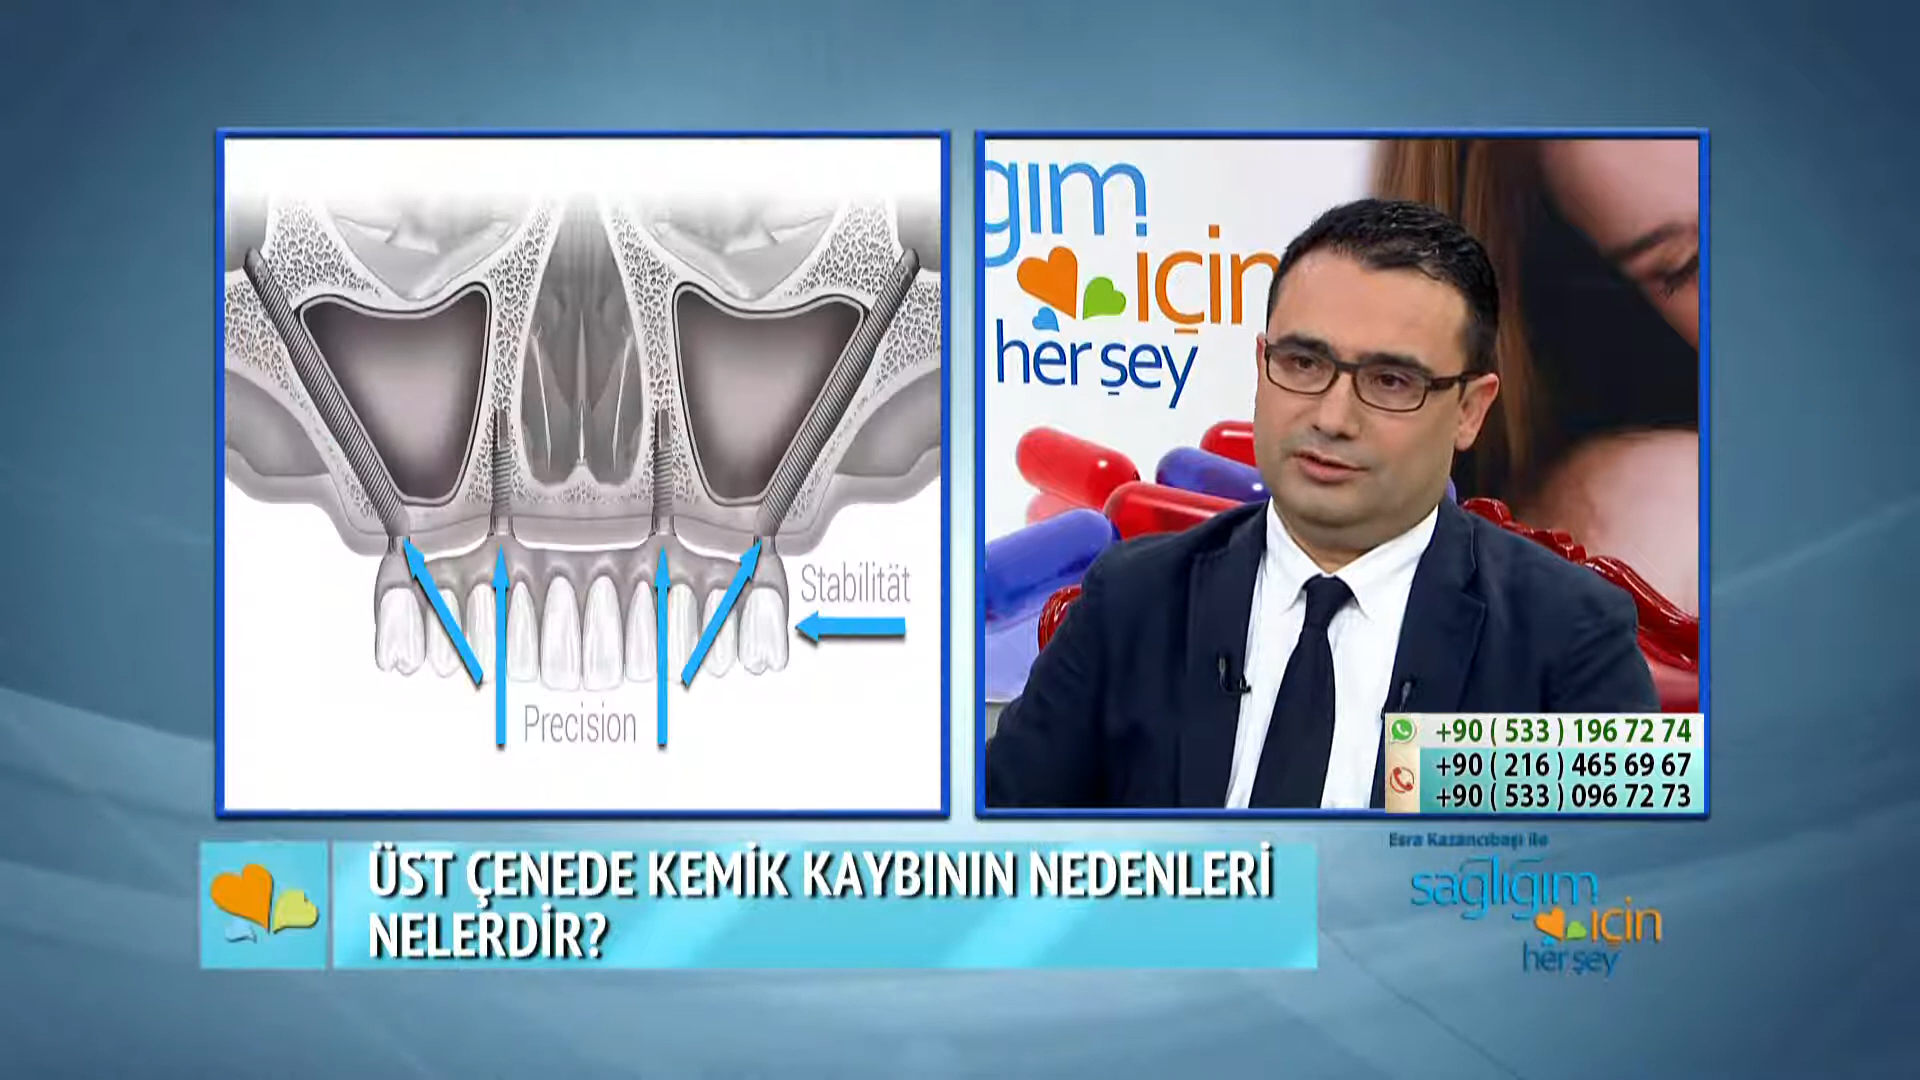 Stabilität
Precision
ğım
için
her şey
+90 ( 533 ) 196 72 74
+90 ( 216 ) 465 69 67
+90 ( 533 ) 096 72 73
ÜST ÇENEDE KEMİK KAYBININ NEDENLERİ
NELERDİR?
Esra Kazancıbaşı ile
sağlığım
için
her şey